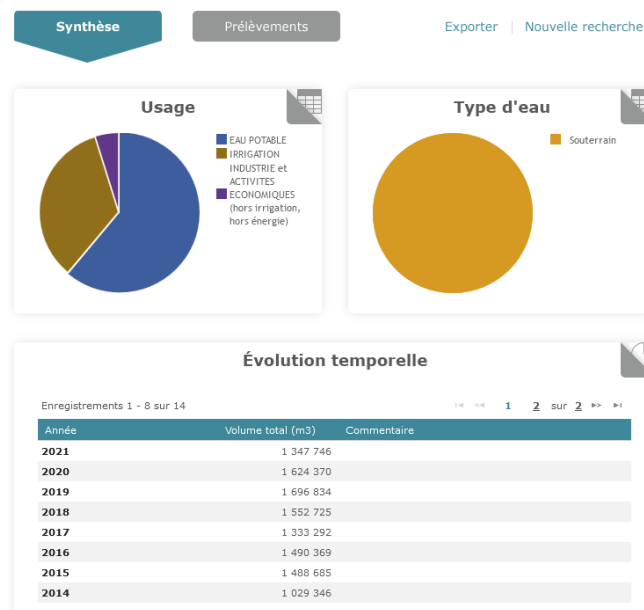 Synthèse
Prélèvements
Exporter | Nouvelle recherche
Usage
EAU POTABLE
IRRIGATION
INDUSTRIE et
ACTIVITES
ECONOMIQUES
(hors irrigation,
hors énergie)
Type d'eau
Souterrain
Évolution temporelle
Enregistrements 1 - 8 sur 14
1 2 sur 2
Année Volume total (m3) Commentaire
2021 1 347 746
2020 1 624 370
2019 1 696 834
2018 1 552 725
2017 1 333 292
2016 1 490 369
2015 1 488 685
2014 1 029 346